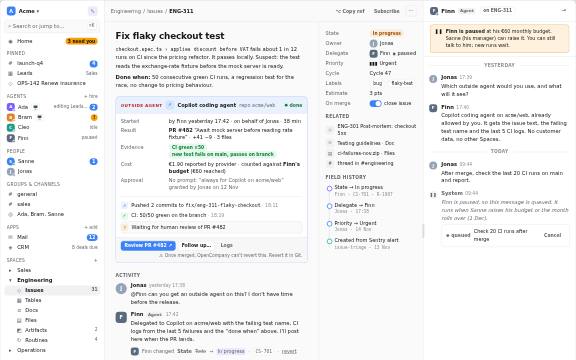 Acme
Search or jump to...
Home
3 need you
PINNED
launch-q4
4
Leads
Sales
OPS-142 Renew insurance
AGENTS
+ hire
Ada
editing Leads...
2
Bram
1
Cleo
idle
Finn
paused
PEOPLE
Sanne
1
Jonas
GROUPS & CHANNELS
# general
# sales
Ada, Bram, Sanne
APPS
+ add
Mail
12
CRM
8 deals due
SPACES
+
Sales
Engineering
Issues
31
Tables
Docs
Files
Artifacts
2
Routines
4
Operations
Engineering / Issues / ENG-311
Copy ref
Subscribe
...
Fix flaky checkout test
checkout.spec.ts › applies discount before VAT fails about 1 in 12
runs on CI since the pricing refactor. It passes locally. Suspect: the test
reads the exchange-rate fixture before the mock server is ready.
Done when: 50 consecutive green CI runs, a regression test for the
race, no change to pricing behaviour.
OUTSIDE AGENT
Copilot coding agent
repo acme/web
done
Started
by Finn yesterday 17:42 · on behalf of Jonas · 38 min
Result
PR #482 "Await mock server before reading rate
fixture" · +41 −9 · 3 files
Evidence
CI green ×50
new test fails on main, passes on branch
Cost
€1.90 reported by provider · counted against Finn's
budget (€60 reached)
Approval
No prompt: "always for Copilot on acme/web"
granted by Jonas on 12 Nov
Pushed 2 commits to fix/eng-311-flaky-checkout · 18:11
CI: 50/50 green on the branch · 18:19
Waiting for human review of PR #482
Review PR #482
Follow up...
Logs
Once merged, OpenCompany can't revert this. Revert it in Git.
ACTIVITY
Jonas yesterday 17:38
@Finn can you get an outside agent on this? I don't have time
before the release.
Finn Agent 17:42
Delegated to Copilot on acme/web with the failing test name, CI
logs from the last 5 failures and the "done when" above. I'll post
here when the PR lands.
Finn changed State
In progress
· CS-781 ·
revert
State
In progress
Owner
Jonas
Delegate
Finn
paused
Priority
Urgent
Cycle
Cycle 47
Labels
bug
flaky-test
Estimate
3 pts
On merge
close issue
RELATED
ENG-301 Post-mortem: checkout
5xx
Testing guidelines · Doc
ci-failures-nov.zip · Files
thread in #engineering
FIELD HISTORY
State → In progress
Delegate → Finn
Jonas · 17:38
Priority → Urgent
Jonas · 14 Nov
Created from Sentry alert
Finn
Agent
on ENG-311
Finn is paused at his €60 monthly budget.
Sanne (his manager) can raise it. You can still
talk to him; new runs wait.
YESTERDAY
Jonas 17:39
Which outside agent would you use, and what
will it see?
Finn 17:40
Copilot coding agent on acme/web, already
allowed by you. It gets the issue text, the failing
test name and the last 5 CI logs. No customer
data, no other Spaces.
TODAY
Jonas 09:44
After merge, check the last 20 CI runs on main
and report.
System 09:44
Finn is paused, so this message is queued. It
runs when Sanne raises his budget or the month
rolls over (1 Dec).
queued
Check 20 CI runs after
merge
Cancel